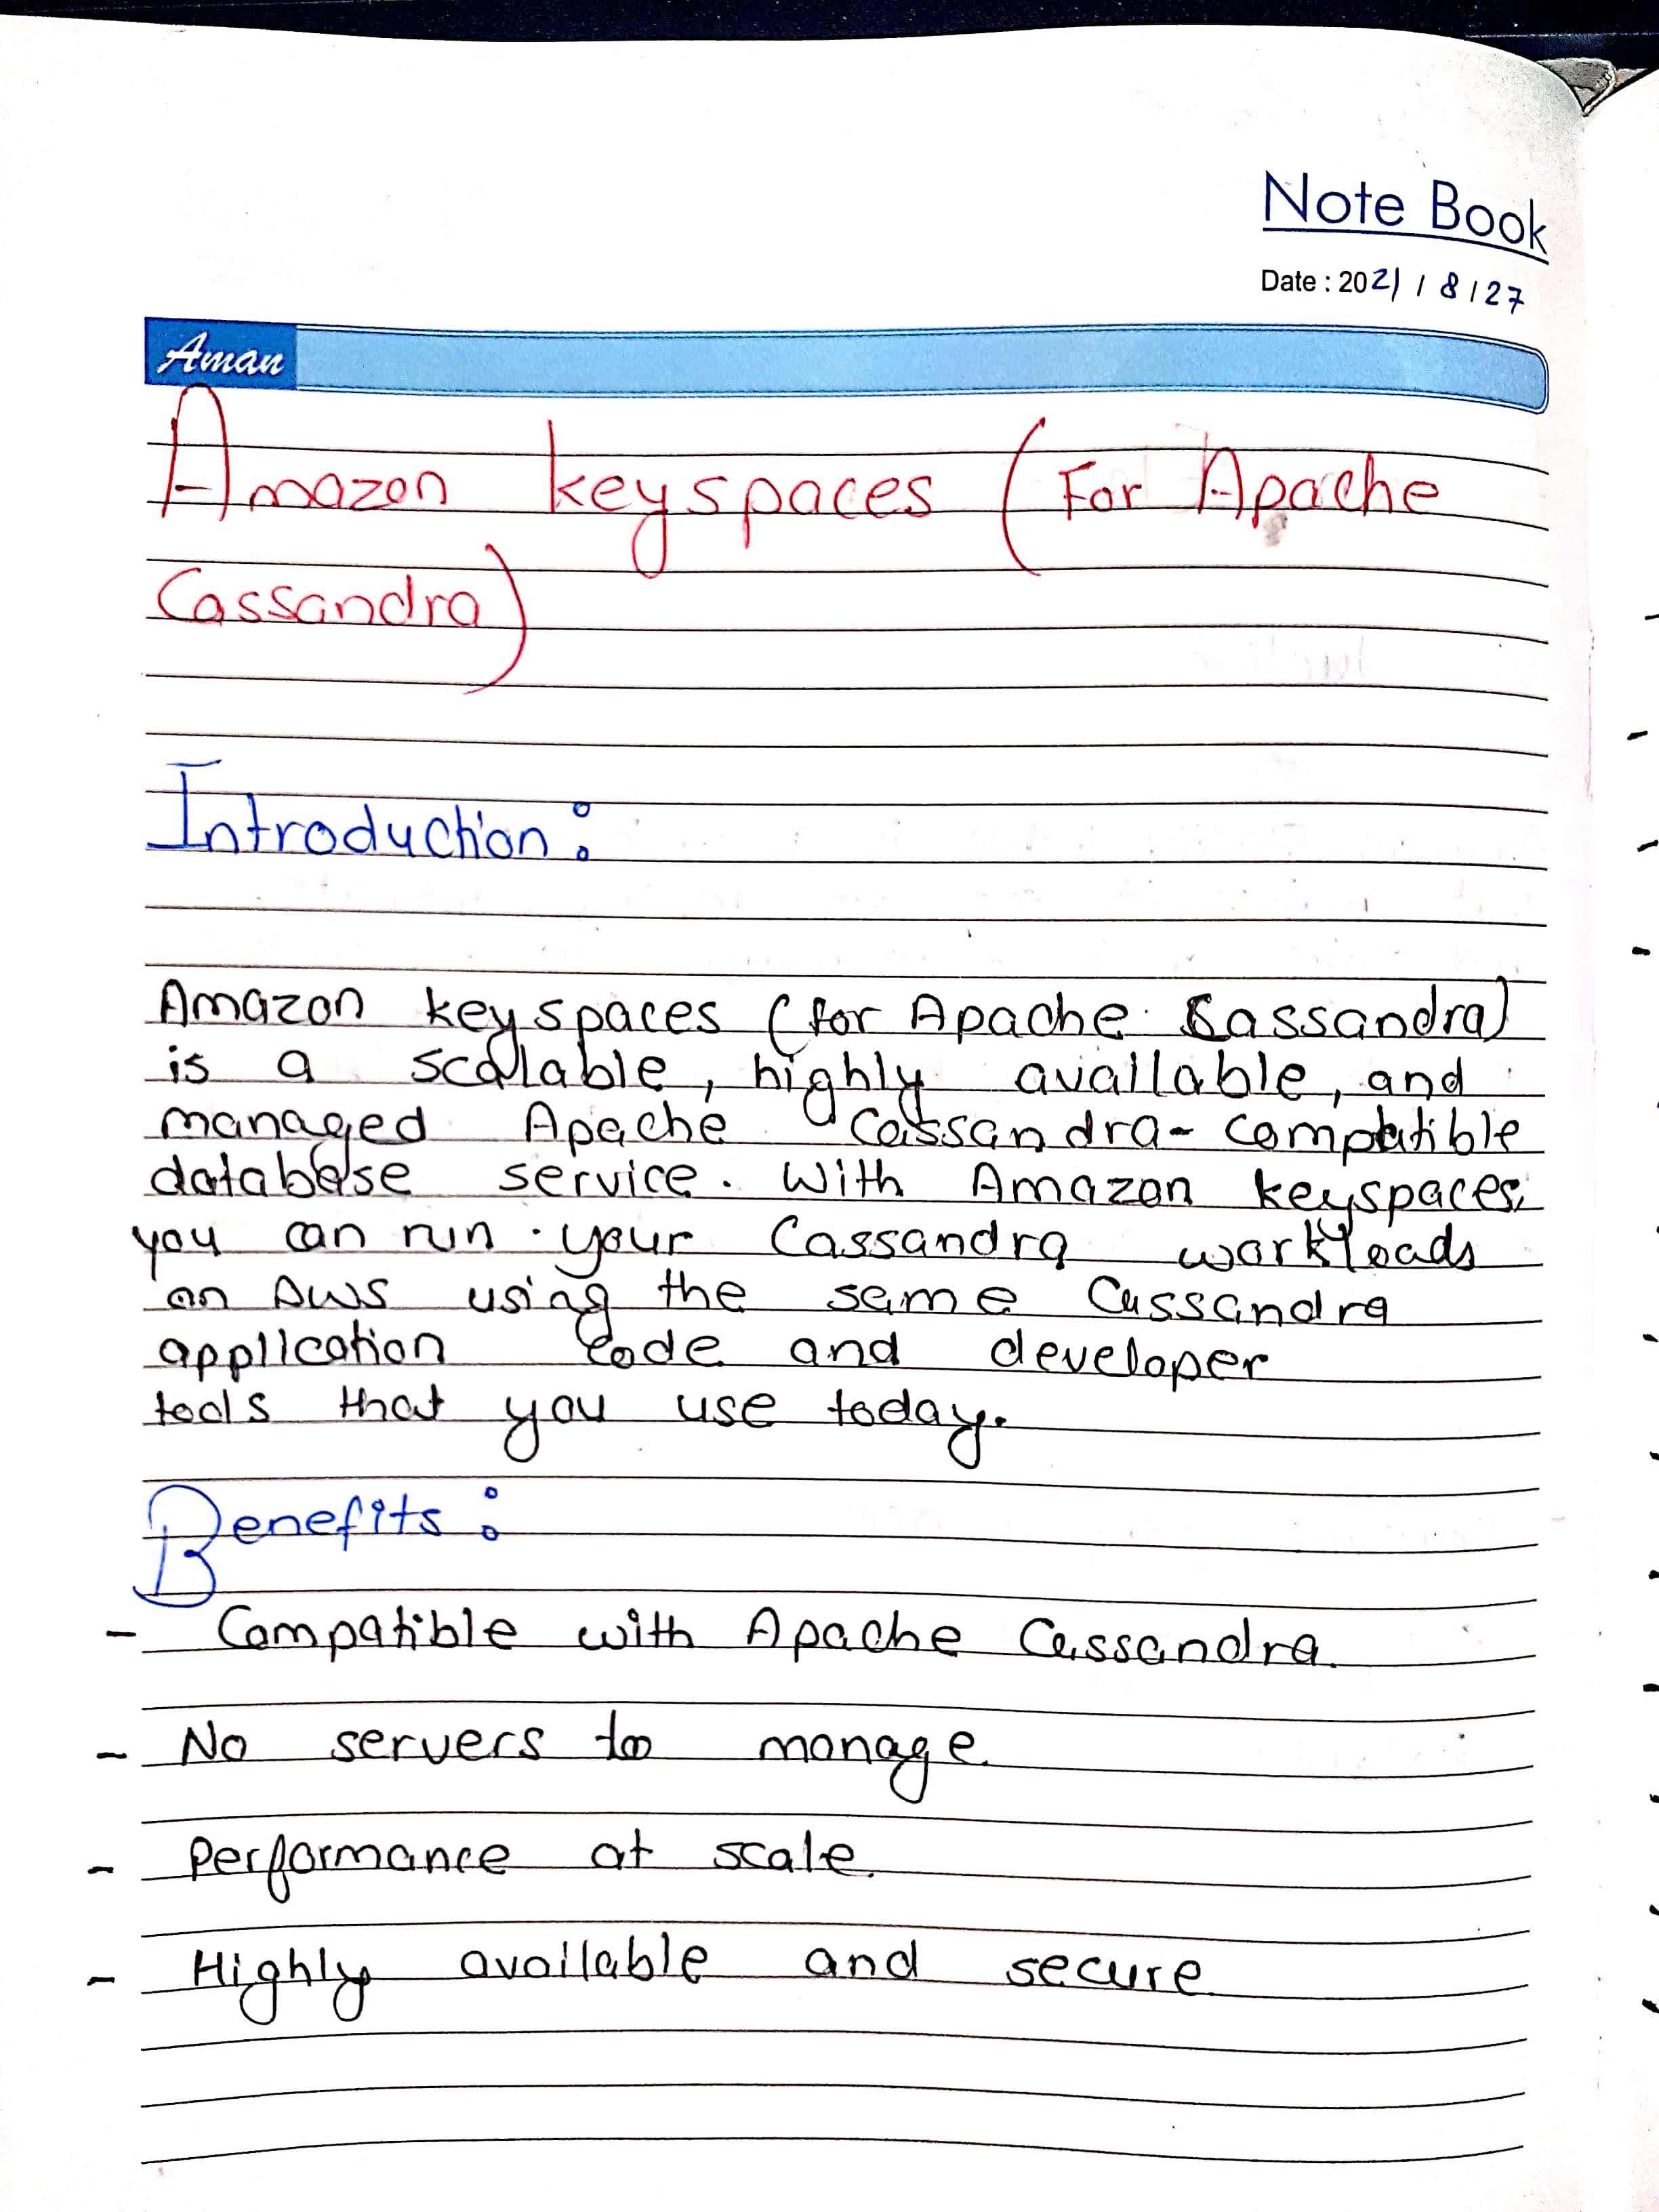 Note Book
Date : 2021 / 8 / 27
Aman
Amazon keyspaces (For Apache
Cassandra)
Introduction:
Amazon keyspaces (for Apache Cassandra)
is a scalable, highly available, and
managed Apache Cassandra-compatible
database service. With Amazon keyspaces,
you can run your Cassandra workloads
on AWS using the same Cassandra
application code and developer
tools that you use today.
Benefits:
- Compatible with Apache Cassandra.
- No servers to manage.
- Performance at scale.
- Highly available and secure